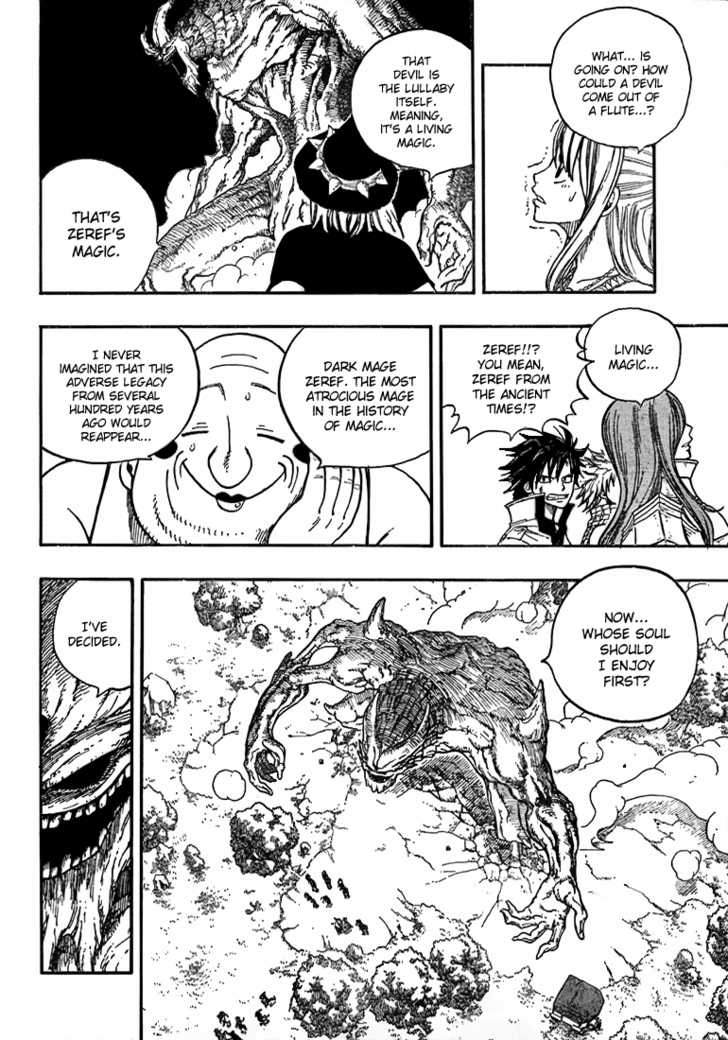 WHAT... IS
GOING ON? HOW
COULD A DEVIL
COME OUT OF
A FLUTE...?
THAT
DEVIL IS
THE LULLABY
ITSELF.
MEANING,
IT'S A LIVING
MAGIC.
THAT'S
ZEREF'S
MAGIC.
LIVING
MAGIC...
ZEREF!!?
YOU MEAN,
ZEREF FROM
THE ANCIENT
TIMES!?
DARK MAGE
ZEREF. THE MOST
ATROCIOUS MAGE
IN THE HISTORY
OF MAGIC...
I NEVER
IMAGINED THAT THIS
ADVERSE LEGACY
FROM SEVERAL
HUNDRED YEARS
AGO WOULD
REAPPEAR...
NOW...
WHOSE SOUL
SHOULD
I ENJOY
FIRST?
I'VE
DECIDED.